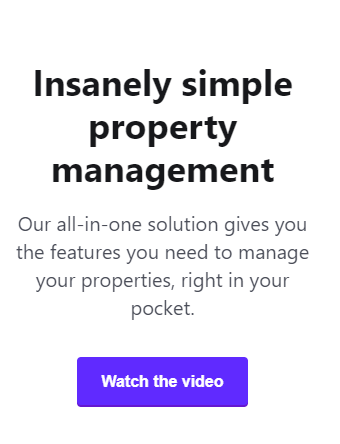 Insanely simple
property
management
Our all-in-one solution gives you
the features you need to manage
your properties, right in your
pocket.
Watch the video